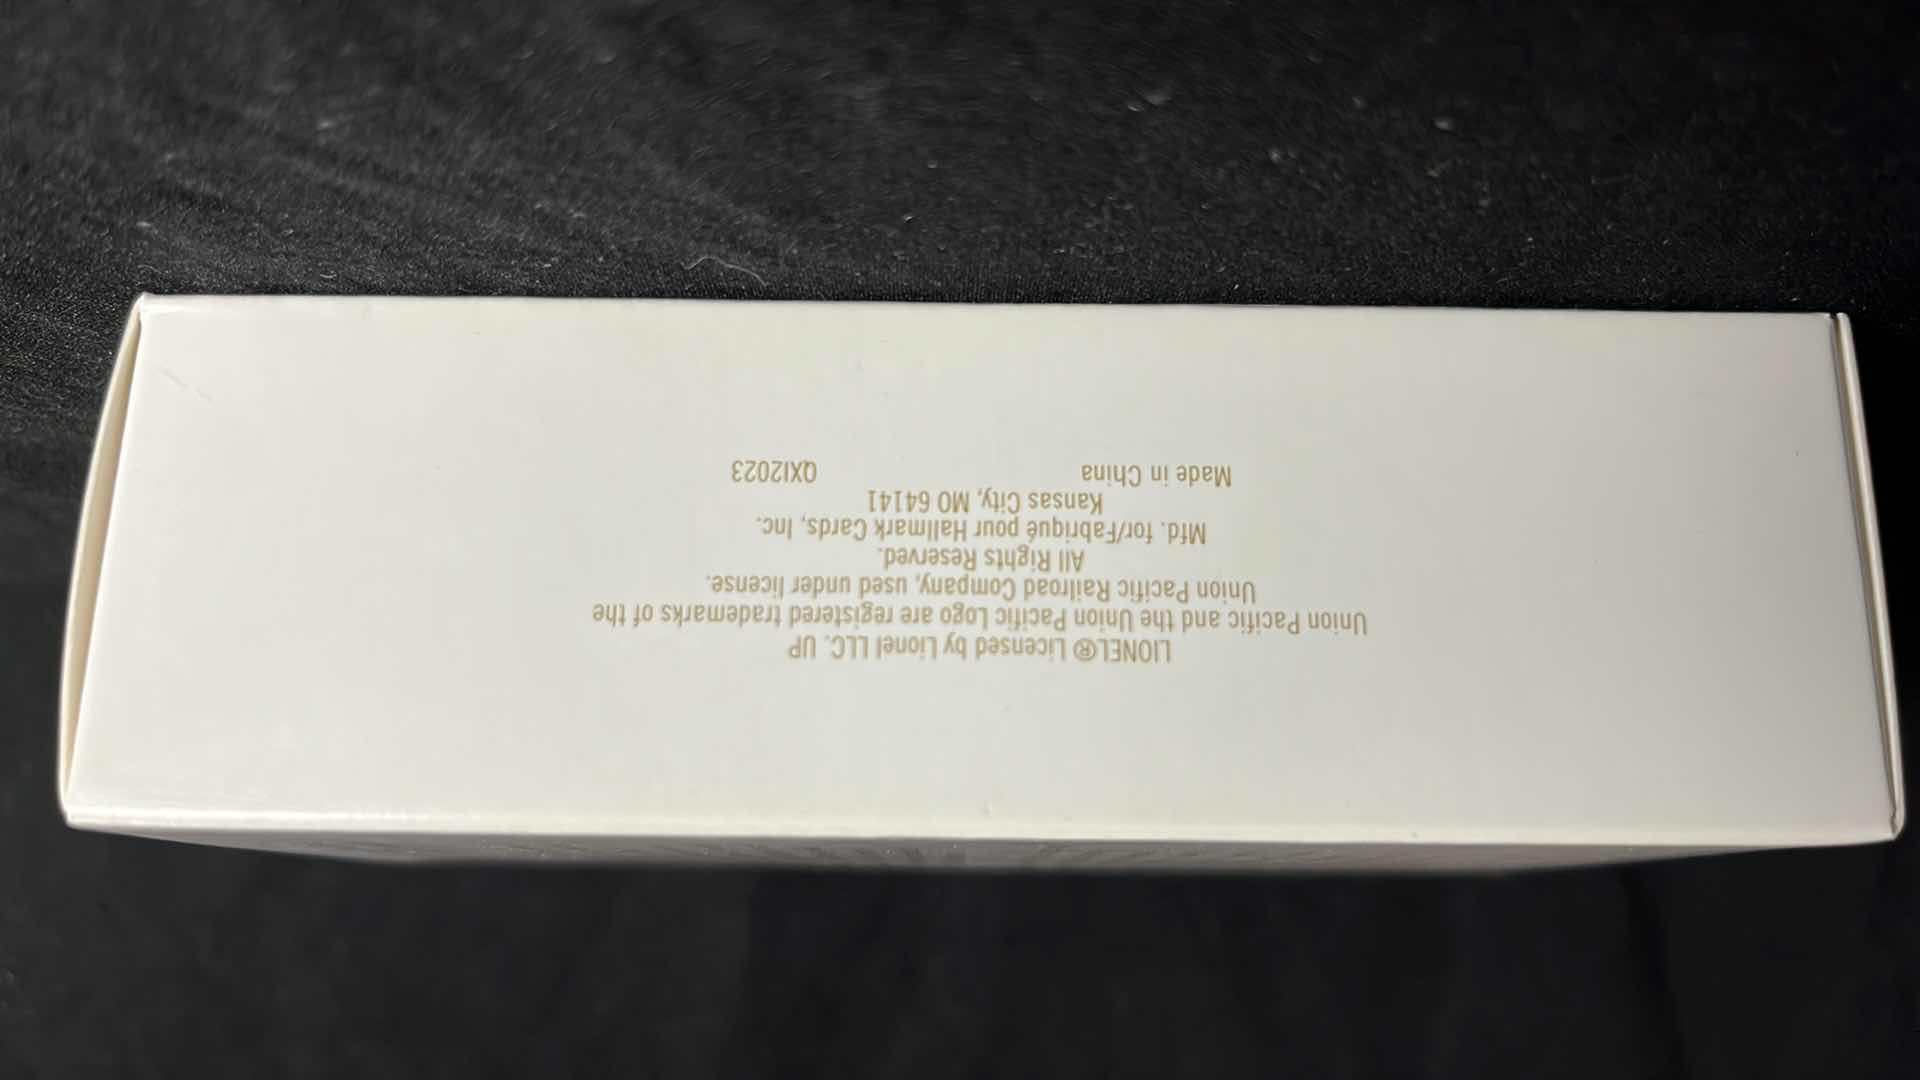 LIONEL® Licensed by Lionel LLC. UP
Union Pacific and the Union Pacific Logo are registered trademarks of the
Union Pacific Railroad Company, used under license.
All Rights Reserved.
Mfd. for/Fabriqué pour Hallmark Cards, Inc.
Kansas City, MO 64141
Made in China QXI2023